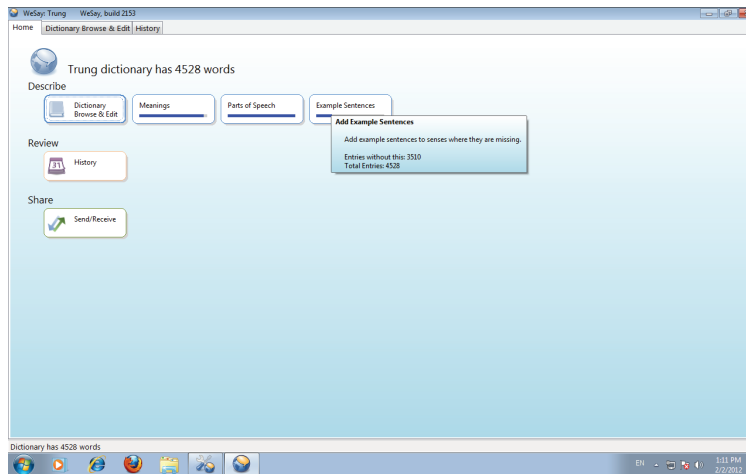 WeSay: Trung WeSay, build 2153
Home Dictionary Browse & Edit History
Trung dictionary has 4528 words
Describe
Dictionary
Browse & Edit
Meanings
Parts of Speech
Example Sentences
Add Example Sentences
Add example sentences to senses where they are missing.
Entries without this: 3510
Total Entries: 4528
Review
31
History
Share
Send/Receive
Dictionary has 4528 words
EN
1:11 PM
2/2/2012